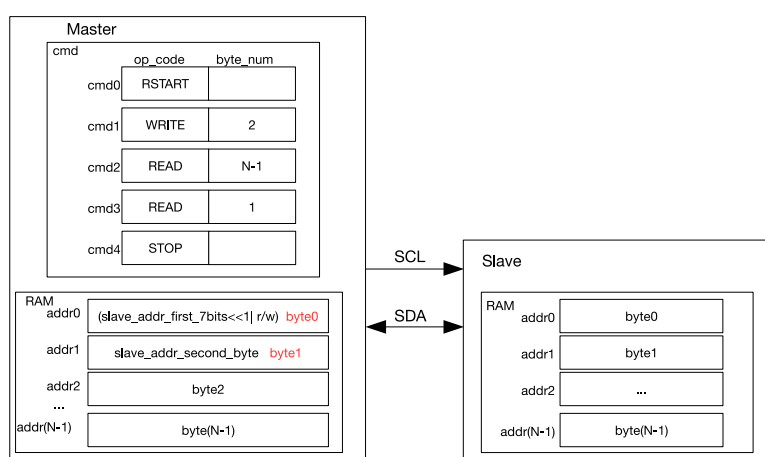 Master
cmd
op_code byte_num
cmd0 RSTART
cmd1 WRITE 2
cmd2 READ N-1
cmd3 READ 1
cmd4 STOP
SCL
SDA
RAM
addr0 (slave_addr_first_7bits<<1| r/w) byte0
addr1 slave_addr_second_byte byte1
addr2 byte2
...
addr(N-1) byte(N-1)
Slave
RAM
addr0 byte0
addr1 byte1
addr2 ...
addr(N-1) byte(N-1)